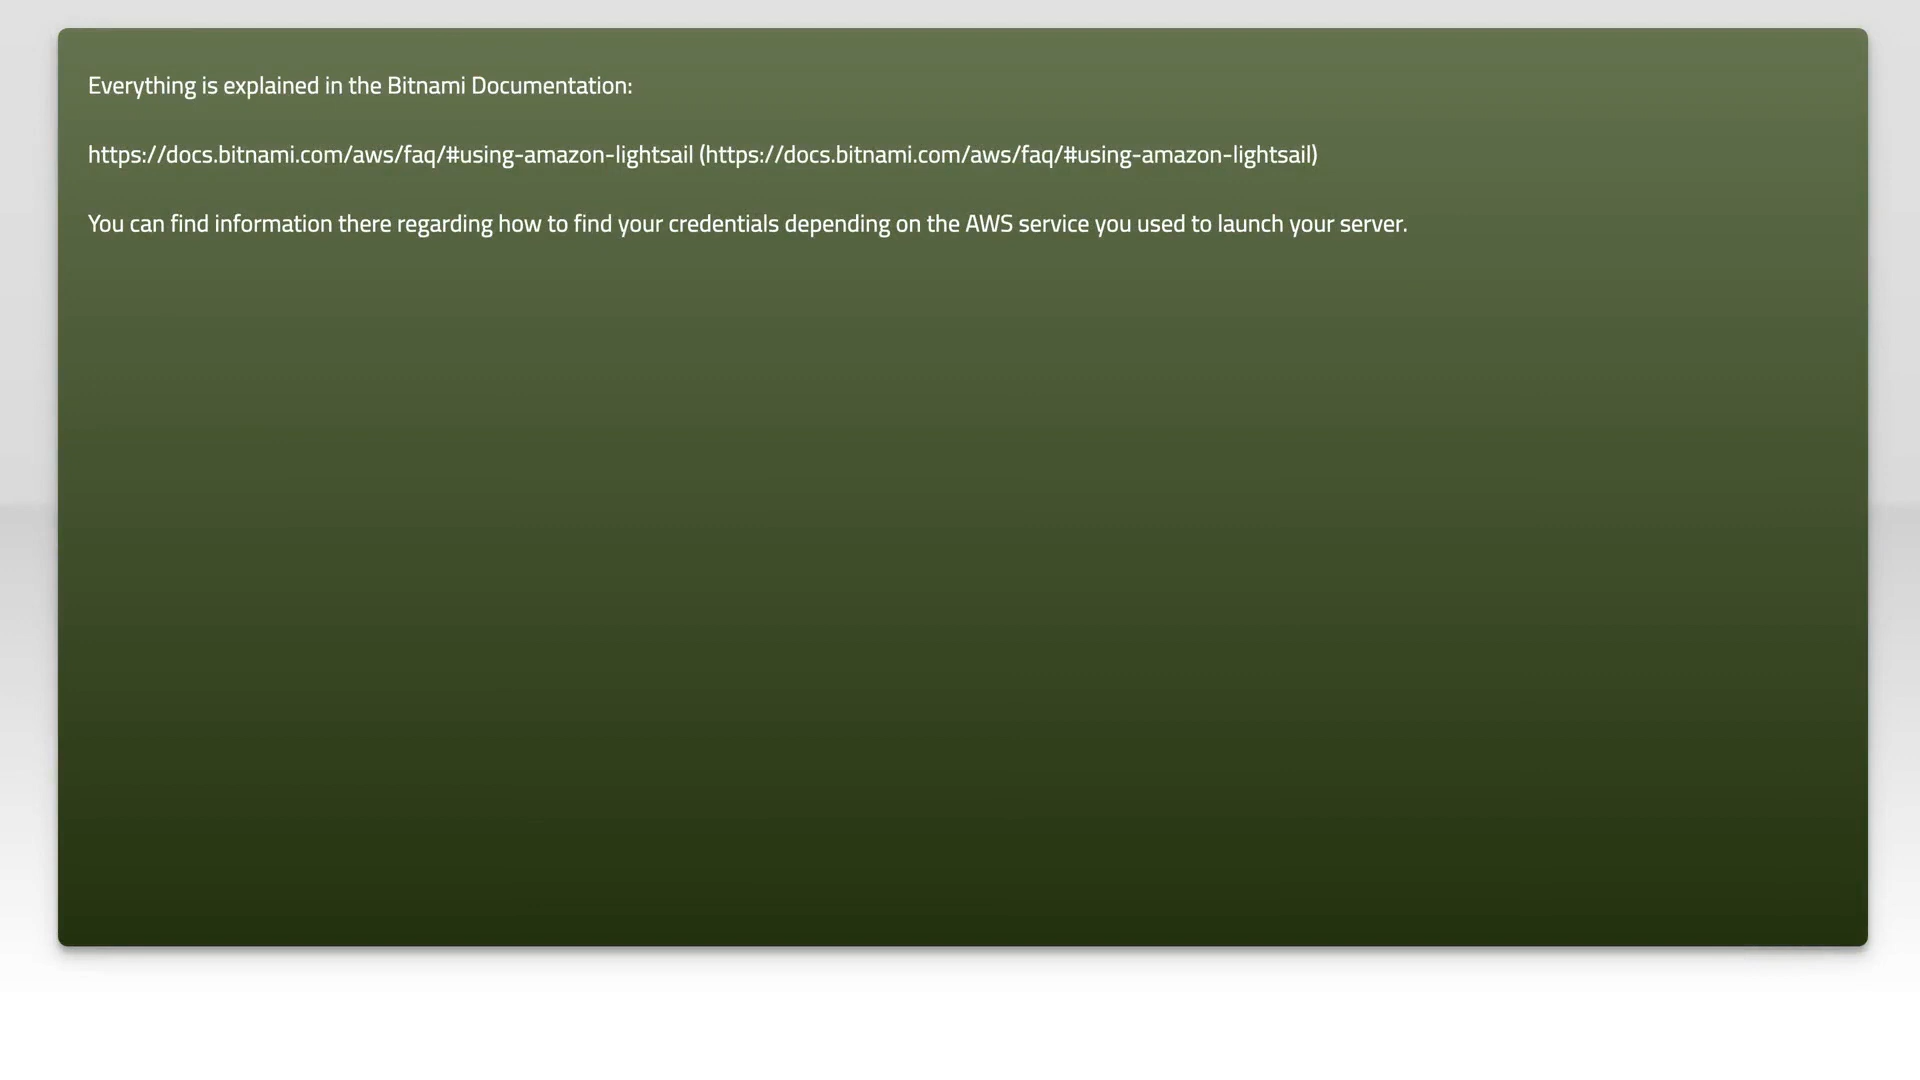 Everything is explained in the Bitnami Documentation:
https://docs.bitnami.com/aws/faq/#using-amazon-lightsail (https://docs.bitnami.com/aws/faq/#using-amazon-lightsail)
You can find information there regarding how to find your credentials depending on the AWS service you used to launch your server.